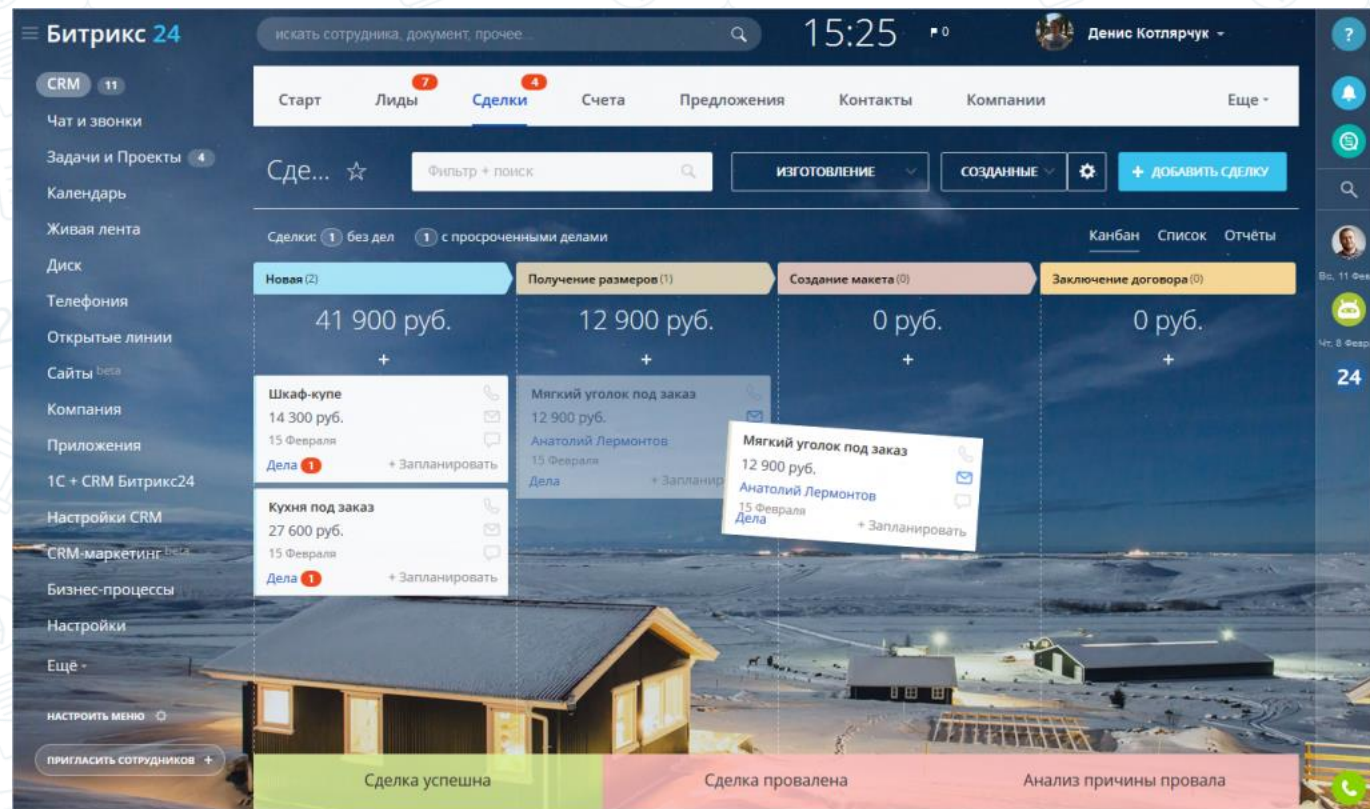 Битрикс 24
искать сотрудника, документ, прочее...
15:25
0
Денис Котлярчук
?
CRM 11
Чат и звонки
Задачи и Проекты 4
Календарь
Живая лента
Диск
Телефония
Открытые линии
Сайты beta
Компания
Приложения
1С + CRM Битрикс24
Настройки CRM
CRM-маркетинг beta
Бизнес-процессы
Настройки
Ещё
НАСТРОИТЬ МЕНЮ
ПРИГЛАСИТЬ СОТРУДНИКОВ +
Старт Лиды 7 Сделки 4 Счета Предложения Контакты Компании Еще
Сде... Фильтр + поиск ИЗГОТОВЛЕНИЕ СОЗДАННЫЕ + ДОБАВИТЬ СДЕЛКУ
Сделки: 1 без дел 1 с просроченными делами Канбан Список Отчёты
Новая (2) Получение размеров (1) Создание макета (0) Заключение договора (0)
41 900 руб. 12 900 руб. 0 руб. 0 руб.
+ + + +
Шкаф-купе
14 300 руб.
15 Февраля
Дела 1 + Запланировать
Кухня под заказ
27 600 руб.
15 Февраля
Дела 1 + Запланировать
Мягкий уголок под заказ
12 900 руб.
Анатолий Лермонтов
15 Февраля
Дела + Запланир
Мягкий уголок под заказ
12 900 руб.
Анатолий Лермонтов
15 Февраля
Дела + Запланировать
Сделка успешна Сделка провалена Анализ причины провала
Вс, 11 Фев
Чт, 8 Февр
24